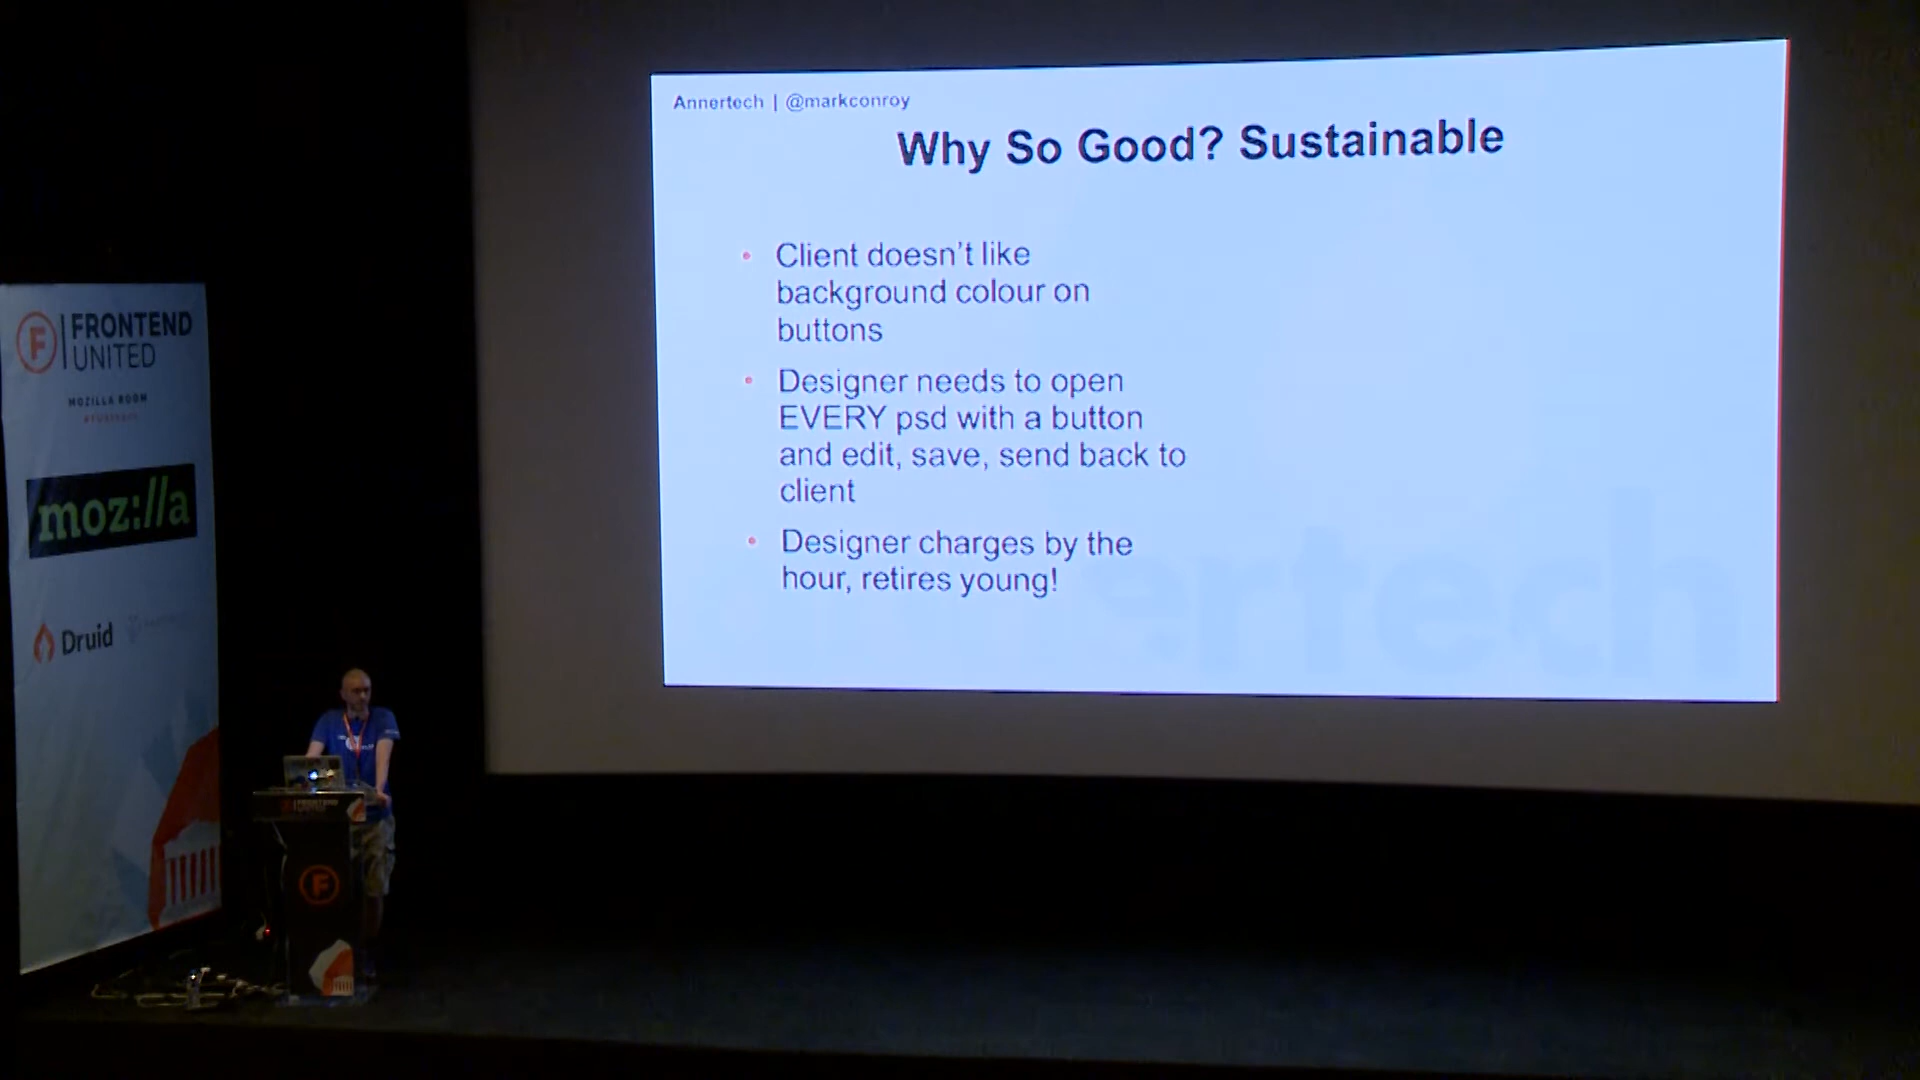 Annertech | @markconroy
Why So Good? Sustainable
• Client doesn't like
background colour on
buttons
• Designer needs to open
EVERY psd with a button
and edit, save, send back to
client
• Designer charges by the
hour, retires young!
ertech
F
FRONTEND
UNITED
MOZILLA ROOM
moz://a
Druid
FRONTEND
F